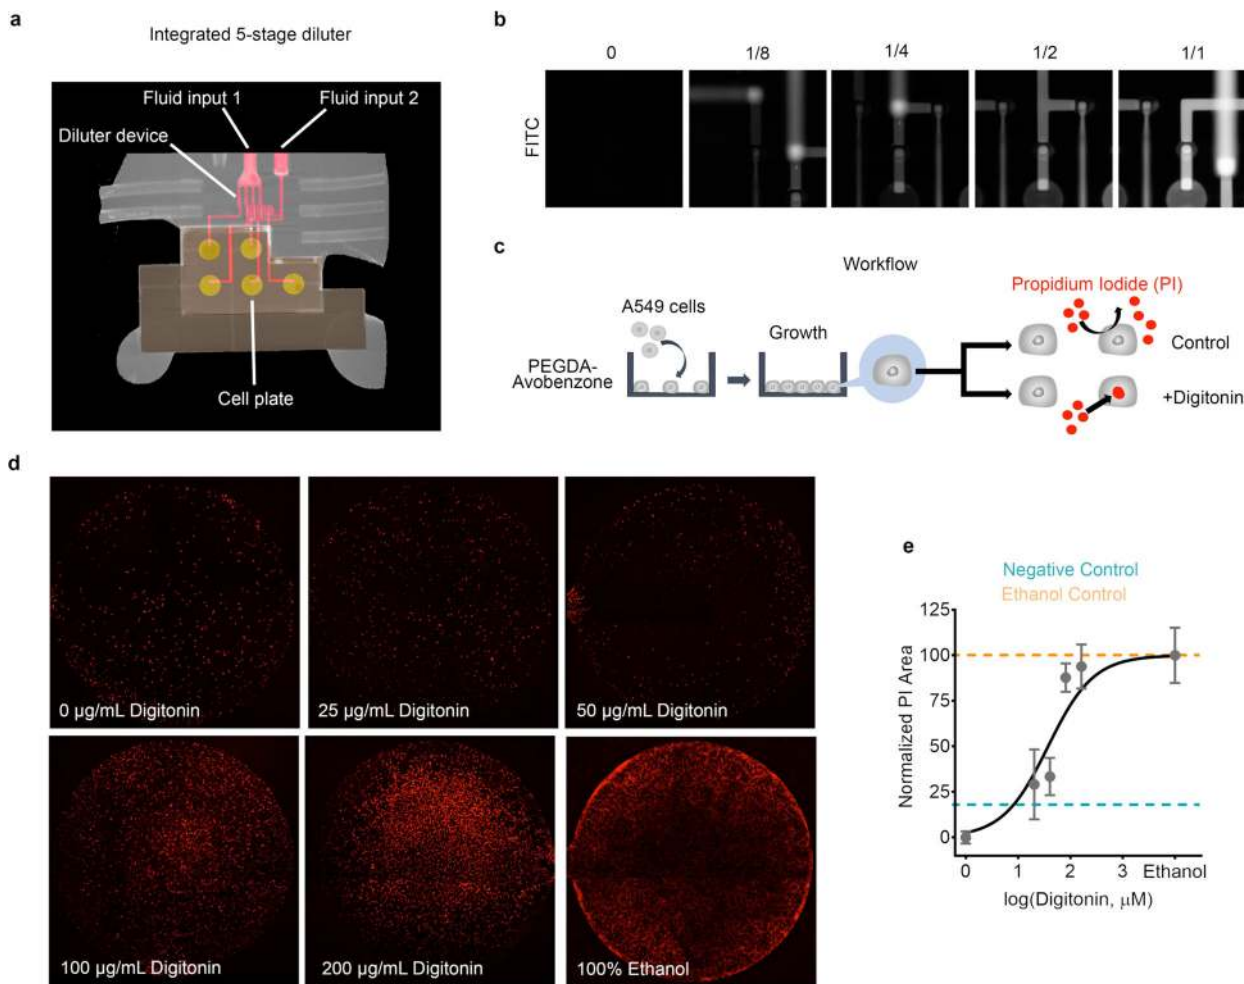 a
Integrated 5-stage diluter
Fluid input 1
Fluid input 2
Diluter device
Cell plate
b
0
1/8
1/4
1/2
1/1
FITC
c
Workflow
A549 cells
PEGDA-
Avobenzone
Growth
Propidium Iodide (PI)
Control
+Digitonin
d
0 µg/mL Digitonin
25 µg/mL Digitonin
50 µg/mL Digitonin
100 µg/mL Digitonin
200 µg/mL Digitonin
100% Ethanol
e
Negative Control
Ethanol Control
Normalized PI Area
125
100
75
50
25
0
0 1 2 3 Ethanol
log(Digitonin, µM)